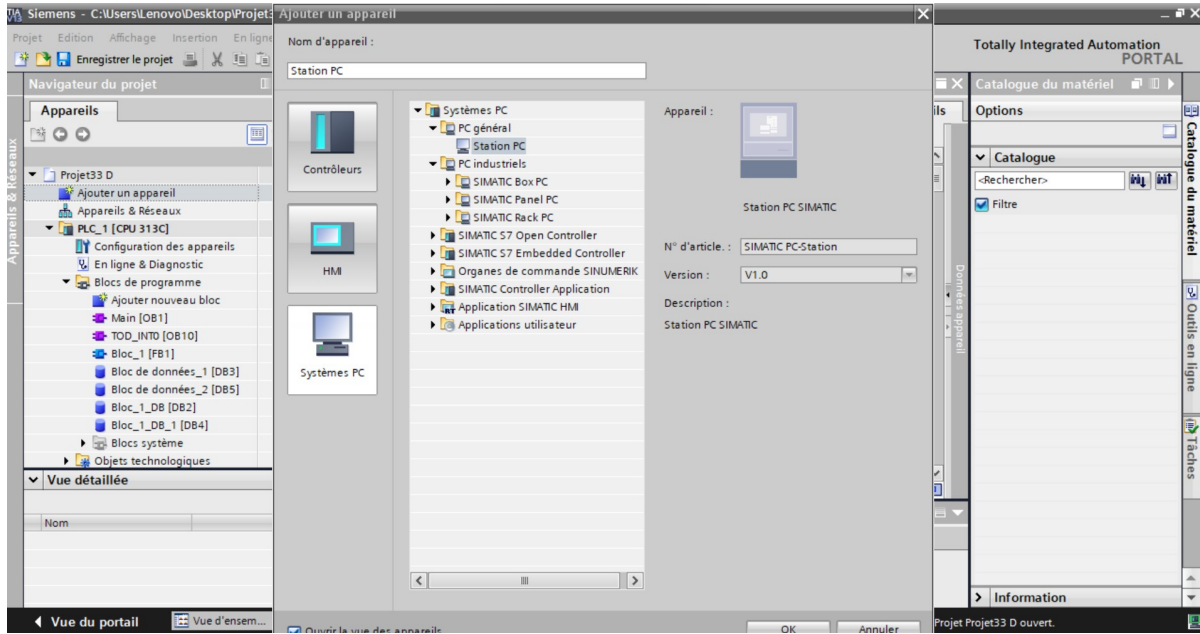 Siemens - C:\Users\Lenovo\Desktop\Projet3
Ajouter un appareil
Projet Edition Affichage Insertion En ligne
Enregistrer le projet
Totally Integrated Automation
PORTAL
Navigateur du projet
Appareils
Appareils & Réseaux
Projet33 D
Ajouter un appareil
Appareils & Réseaux
PLC_1 [CPU 313C]
Configuration des appareils
En ligne & Diagnostic
Blocs de programme
Ajouter nouveau bloc
Main [OB1]
TOD_INT0 [OB10]
Bloc_1 [FB1]
Bloc de données_1 [DB3]
Bloc de données_2 [DB5]
Bloc_1_DB [DB2]
Bloc_1_DB_1 [DB4]
Blocs système
Objets technologiques
Vue détaillée
Nom
Vue du portail
Vue d'ensem...
Nom d'appareil :
Station PC
Contrôleurs
HMI
Systèmes PC
Systèmes PC
PC général
Station PC
PC industriels
SIMATIC Box PC
SIMATIC Panel PC
SIMATIC Rack PC
SIMATIC S7 Open Controller
SIMATIC S7 Embedded Controller
Organes de commande SINUMERIK
SIMATIC Controller Application
Application SIMATIC HMI
Applications utilisateur
Appareil :
Station PC SIMATIC
N° d'article. : SIMATIC PC-Station
Version : V1.0
Description :
Station PC SIMATIC
Ouvrir la vue des appareils
OK
Annuler
ils
Données appareil
Catalogue du matériel
Options
Catalogue
<Rechercher>
Filtre
Information
Catalogue du matériel
Outils en ligne
Tâches
Projet Projet33 D ouvert.